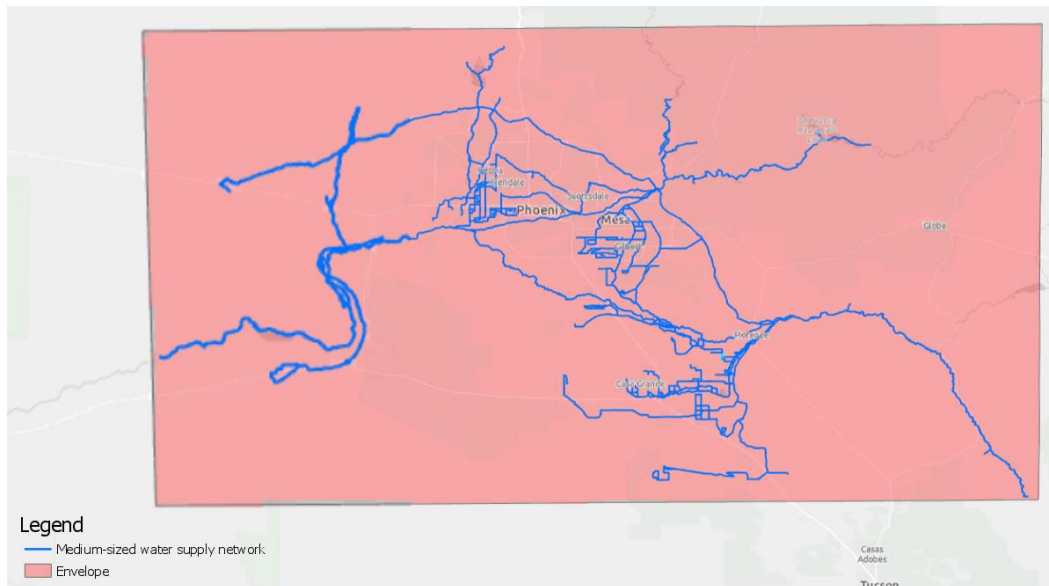 Glendale
Scottsdale
Phoenix
Mesa
Gilbert
Globe
Florence
Casa Grande
Legend
Medium-sized water supply network
Envelope
Casas
Adobes
Tucson